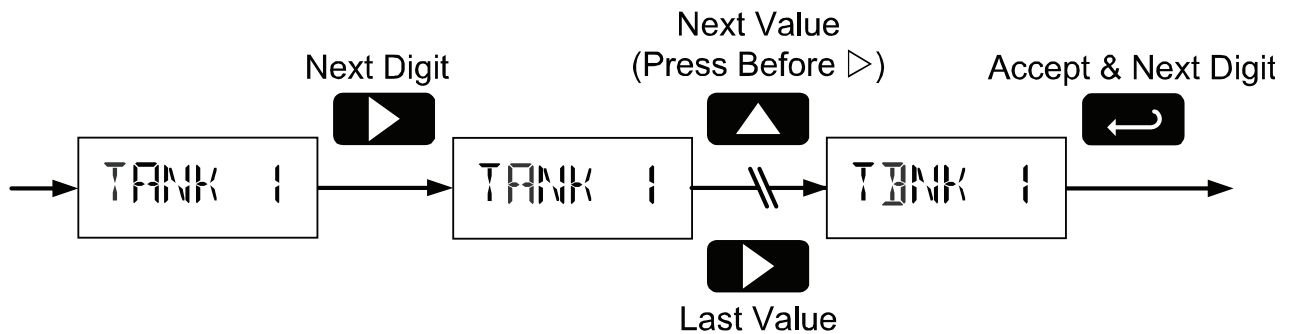 Next Value
Next Digit
(Press Before ▷)
Accept & Next Digit
TANK 1
TANK 1
TBNK 1
Last Value